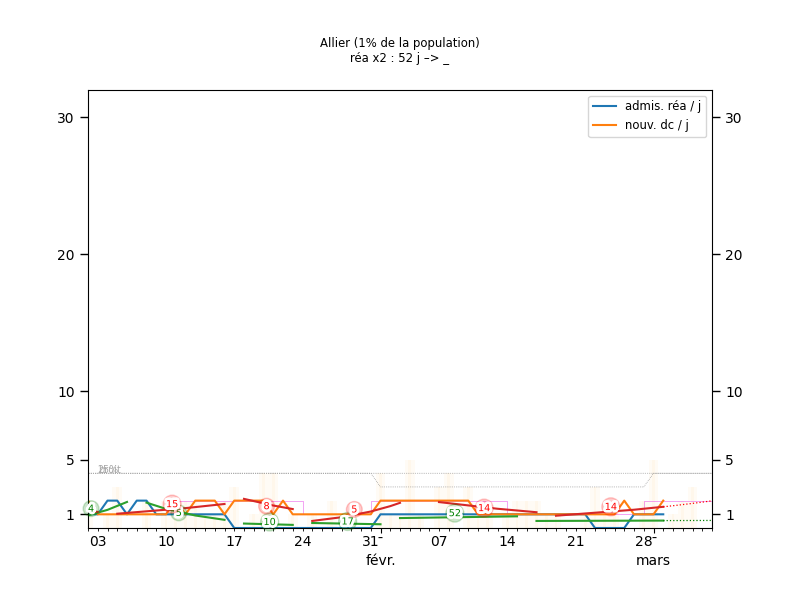 Allier (1% de la population)
réa x2 : 52 j –> _
admis. réa / j
nouv. dc / j
30 30
20 20
10 10
5 5
1 1
4 15 5 8 10 17 5 52 14 14
03 10 17 24 31 07 14 21 28
févr. mars